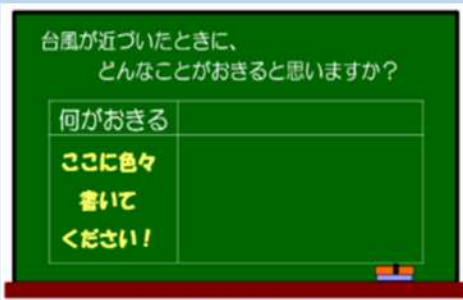 台風が近づいたときに、
どんなことがおきると思いますか？
何がおきる
ここに色々
書いて
ください！